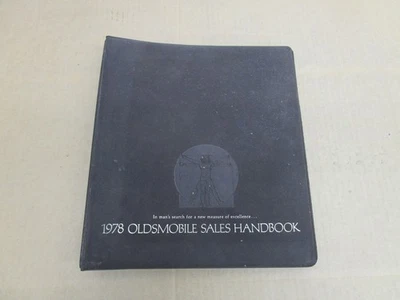 In man's search for a new measure of excellence . . .
1978 OLDSMOBILE SALES HANDBOOK